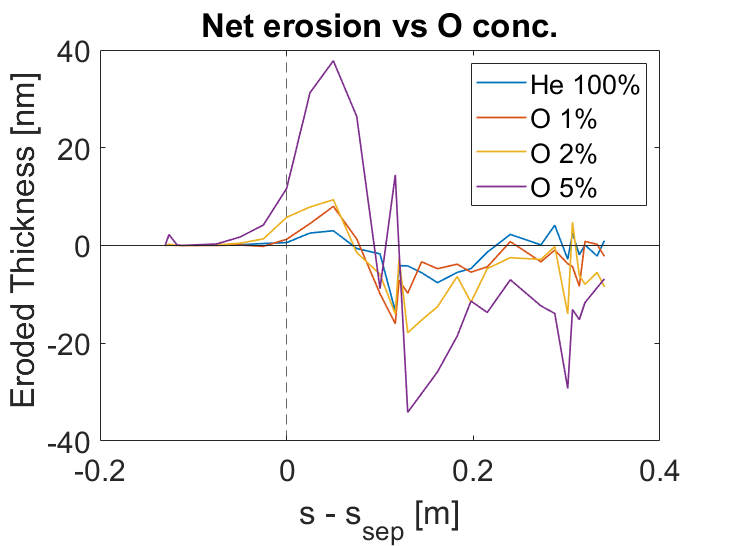 Net erosion vs O conc.
Eroded Thickness [nm]
40
20
0
-20
-40
He 100%
O 1%
O 2%
O 5%
-0.2
0
0.2
0.4
s - s_sep [m]